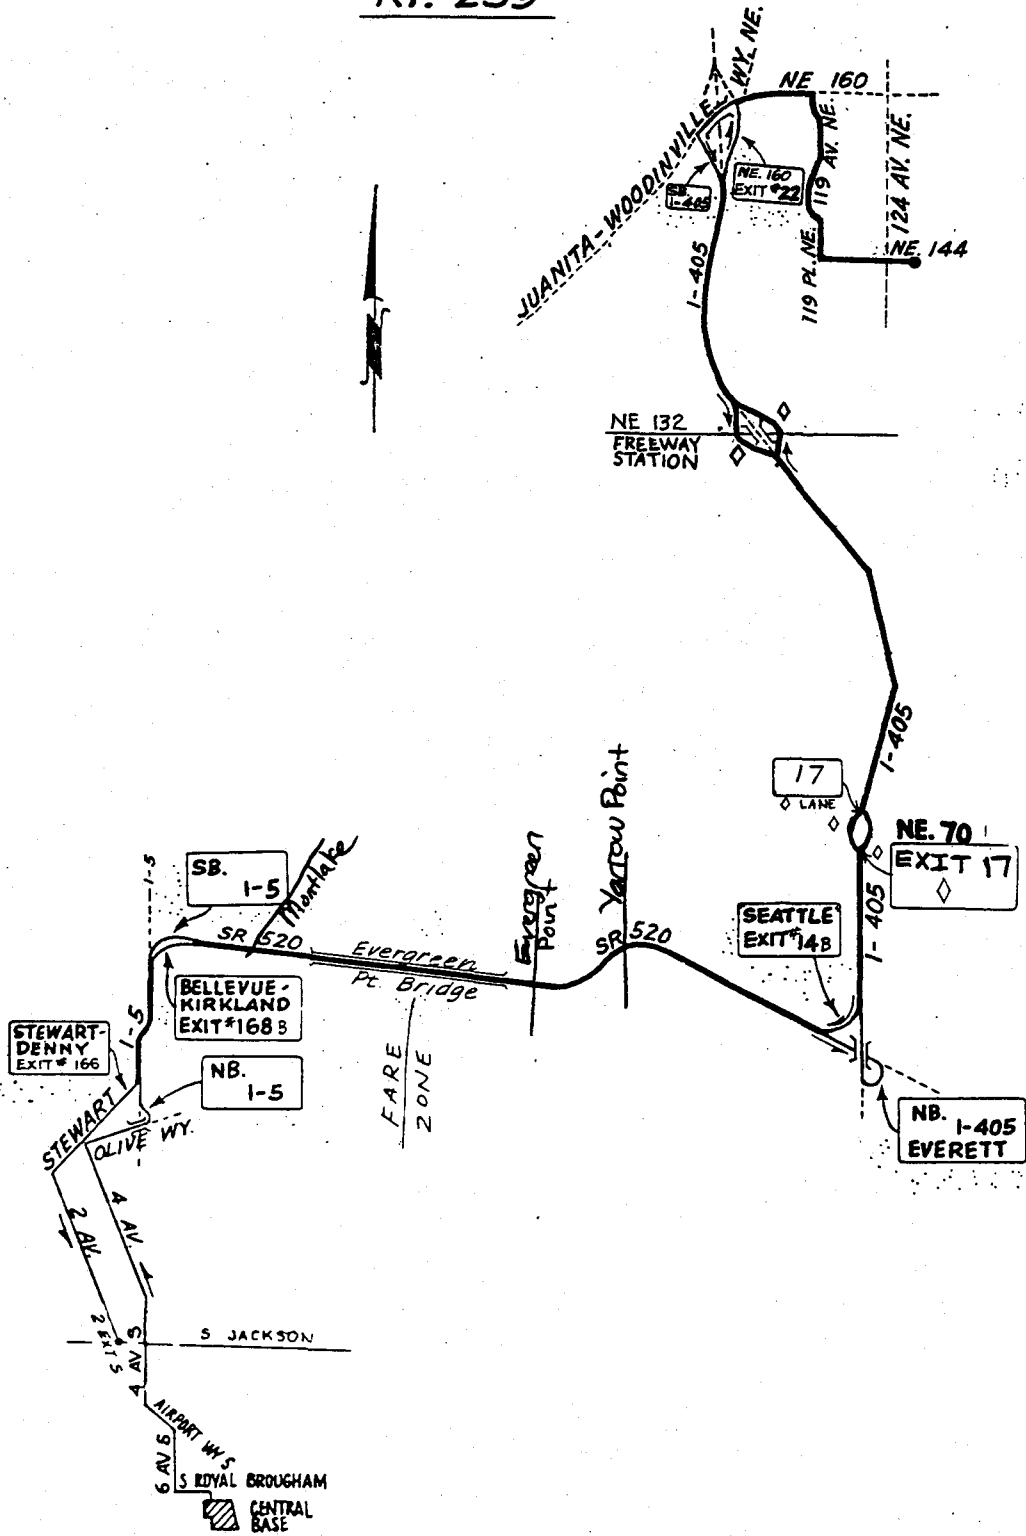 RT. 259
JUANITA-WOODINVILLE WY. NE.
NE 160
119 AV. NE.
124 AV. NE.
SB.
I-405
NE. 160
EXIT #22
119 PL. NE.
NE. 144
I-405
NE 132
FREEWAY
STATION
I-405
17
LANE
NE. 70
EXIT 17
I-405
SEATTLE
EXIT #14B
NB. I-405
EVERETT
Yarrow Point
Evergreen
Point
SR 520
Montlake
SR 520
Evergreen
Pt. Bridge
FARE
ZONE
I-5
SB.
I-5
BELLEVUE-
KIRKLAND
EXIT #168B
I-5
STEWART-
DENNY
EXIT # 166
NB.
I-5
STEWART
OLIVE WY.
4 AV.
2 AV.
2 EXT S
4 AV S
S JACKSON
AIRPORT WY S
6 AV S
S ROYAL BROUGHAM
CENTRAL
BASE